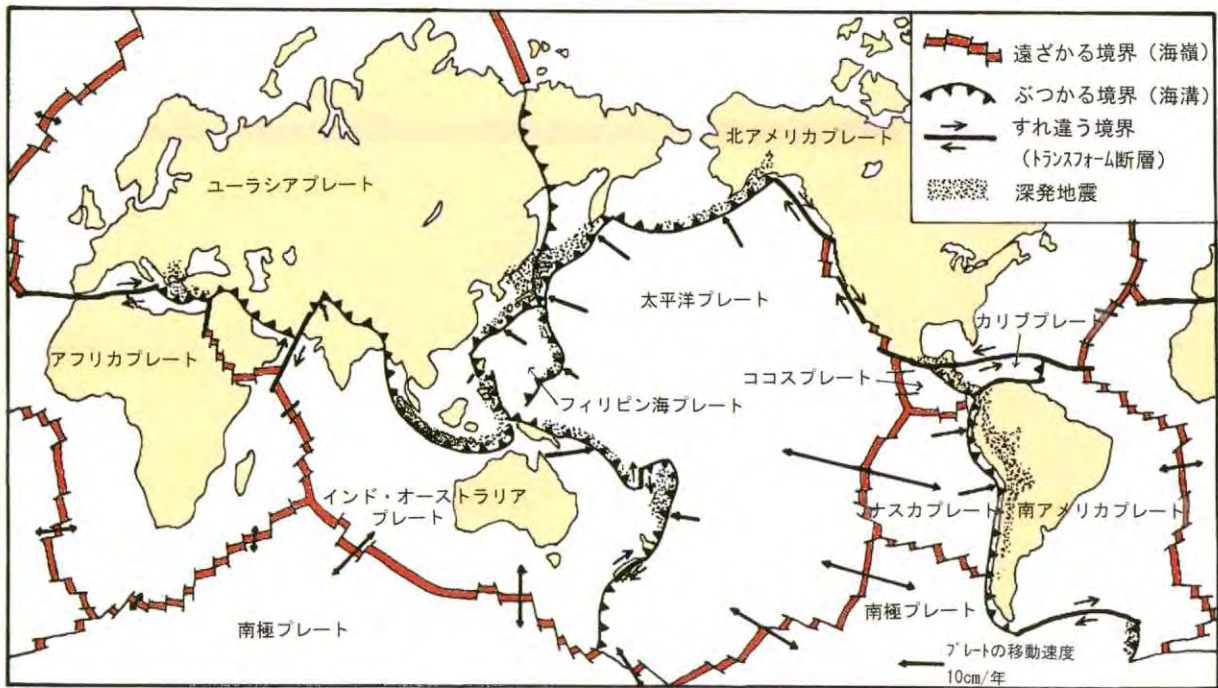 遠ざかる境界（海嶺）
ぶつかる境界（海溝）
すれ違う境界
（トランスフォーム断層）
深発地震
北アメリカプレート
ユーラシアプレート
太平洋プレート
カリブプレート
アフリカプレート
ココスプレート
フィリピン海プレート
インド・オーストラリア
プレート
ナスカプレート
南アメリカプレート
南極プレート
南極プレート
プレートの移動速度
10cm/年